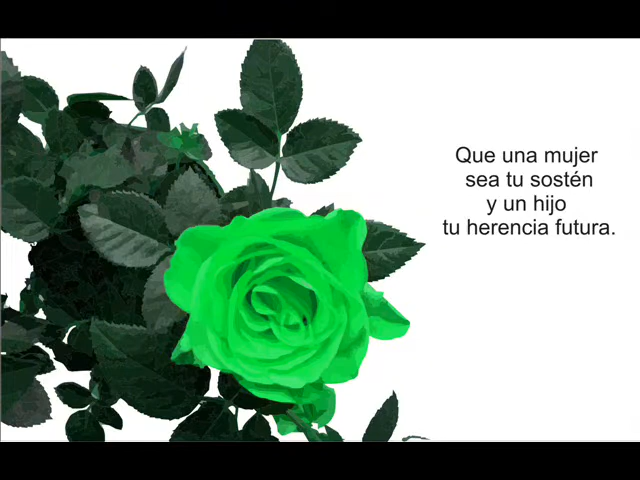 Que una mujer
sea tu sostén
y un hijo
tu herencia futura.